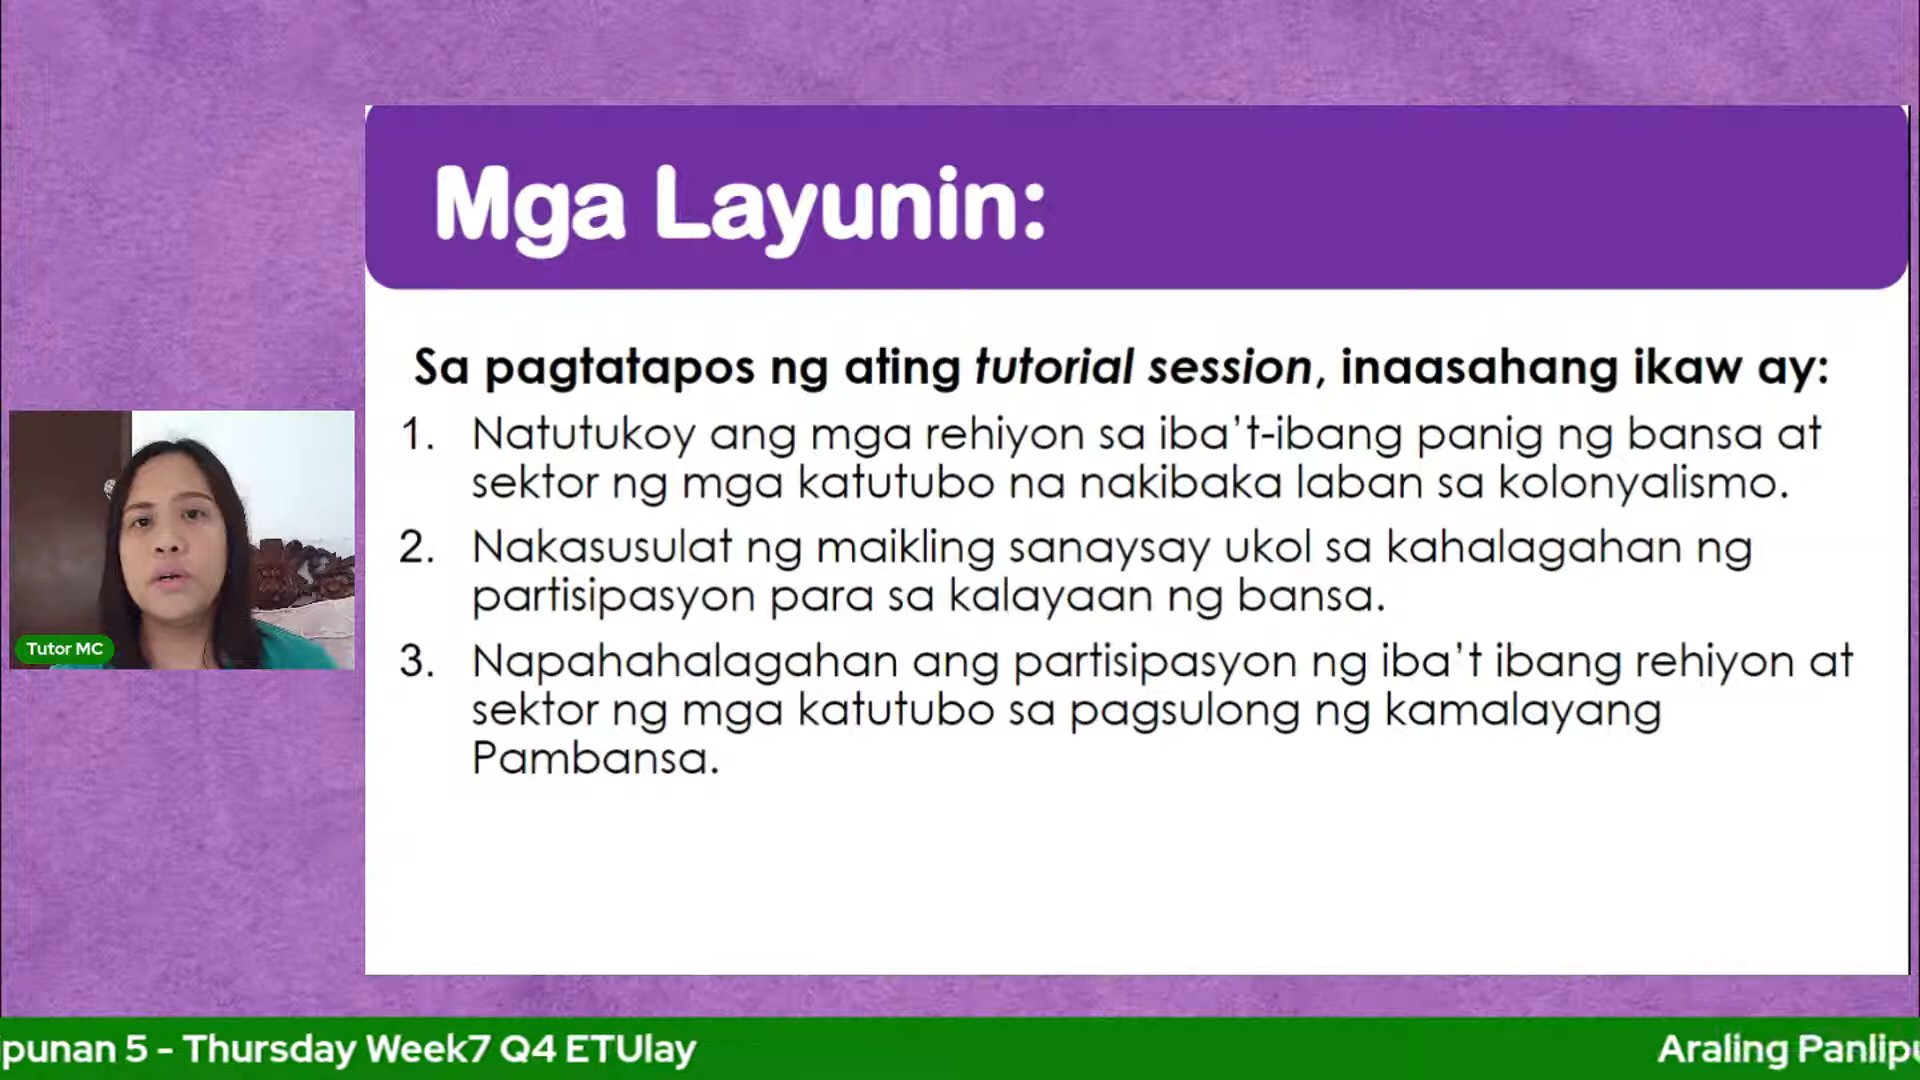 Mga Layunin:
Sa pagtatapos ng ating tutorial session, inaasahang ikaw ay:
1. Natutukoy ang mga rehiyon sa iba't-ibang panig ng bansa at
sektor ng mga katutubo na nakibaka laban sa kolonyalismo.
2. Nakasusulat ng maikling sanaysay ukol sa kahalagahan ng
partisipasyon para sa kalayaan ng bansa.
3. Napahahalagahan ang partisipasyon ng iba't ibang rehiyon at
sektor ng mga katutubo sa pagsulong ng kamalayang
Pambansa.
Tutor MC
ipunan 5 - Thursday Week7 Q4 ETUlay
Araling Panlipu